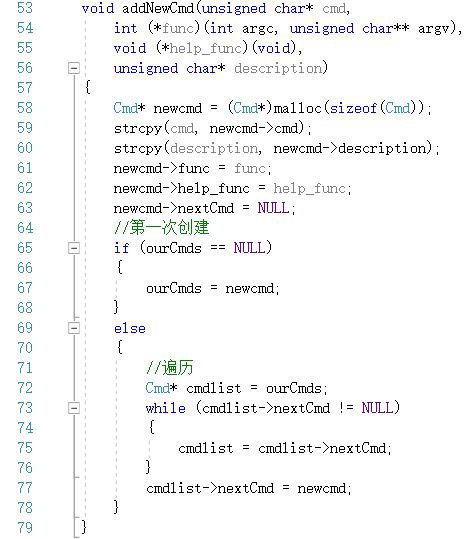 53 void addNewCmd(unsigned char* cmd,
54 int (*func)(int argc, unsigned char** argv),
55 void (*help_func)(void),
56 unsigned char* description)
57 {
58 Cmd* newcmd = (Cmd*)malloc(sizeof(Cmd));
59 strcpy(cmd, newcmd->cmd);
60 strcpy(description, newcmd->description);
61 newcmd->func = func;
62 newcmd->help_func = help_func;
63 newcmd->nextCmd = NULL;
64 //第一次创建
65 if (ourCmds == NULL)
66 {
67 ourCmds = newcmd;
68 }
69 else
70 {
71 //遍历
72 Cmd* cmdlist = ourCmds;
73 while (cmdlist->nextCmd != NULL)
74 {
75 cmdlist = cmdlist->nextCmd;
76 }
77 cmdlist->nextCmd = newcmd;
78 }
79 }